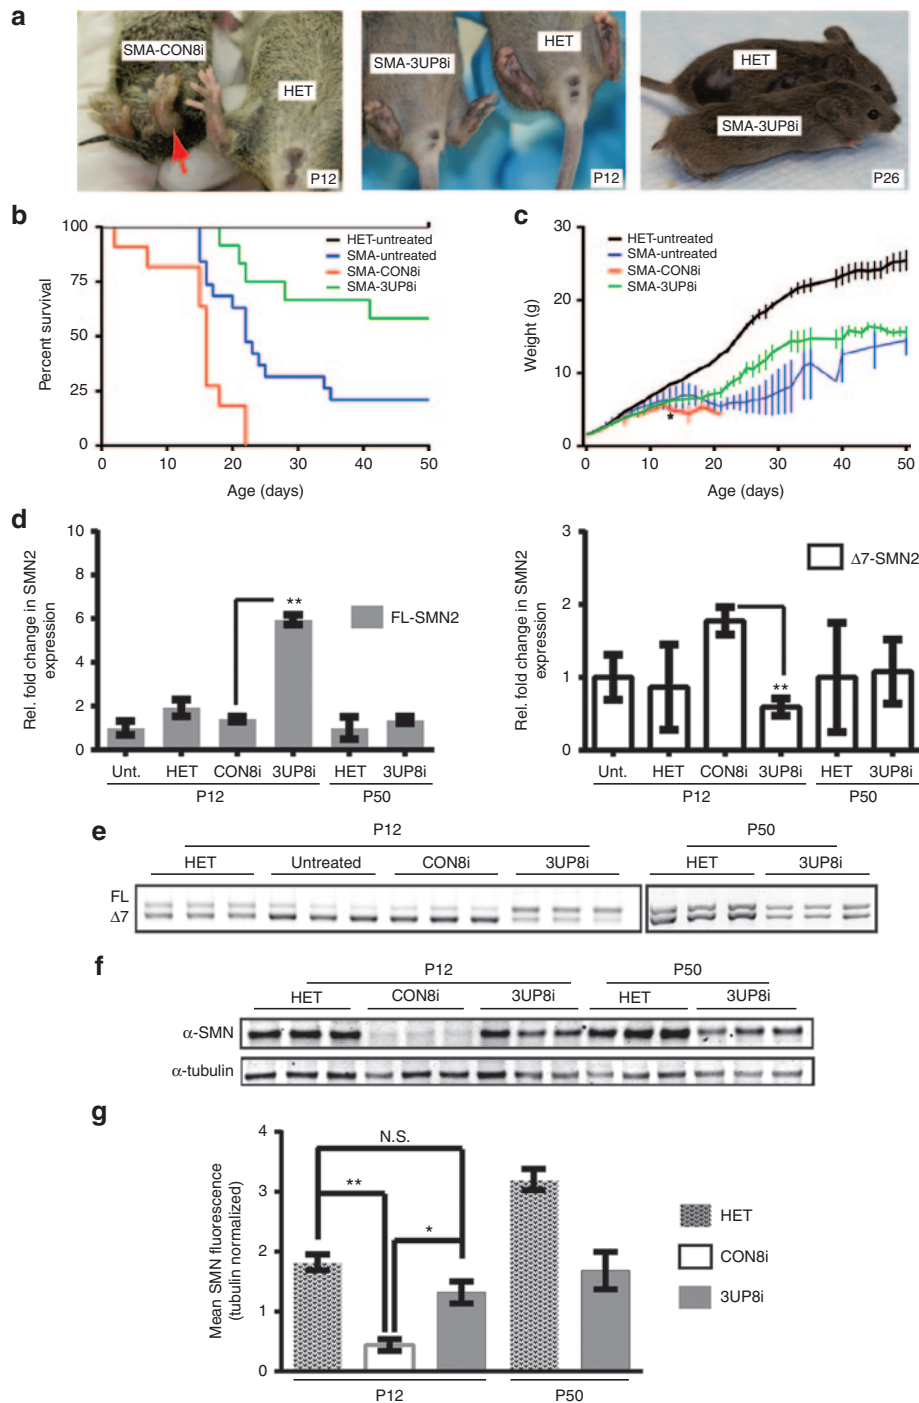 a
SMA-CON8i
HET
P12
SMA-3UP8i
HET
P12
HET
SMA-3UP8i
P26
b
Percent survival
100
75
50
25
0
0 10 20 30 40 50
Age (days)
HET-untreated
SMA-untreated
SMA-CON8i
SMA-3UP8i
c
Weight (g)
30
20
10
0
0 10 20 30 40 50
Age (days)
HET-untreated
SMA-untreated
SMA-CON8i
SMA-3UP8i
*
d
Rel. fold change in SMN2
expression
10
8
6
4
2
0
**
FL-SMN2
Unt. HET CON8i 3UP8i HET 3UP8i
P12 P50
Rel. fold change in SMN2
expression
3
2
1
0
**
Δ7-SMN2
Unt. HET CON8i 3UP8i HET 3UP8i
P12 P50
e
P12 P50
HET Untreated CON8i 3UP8i HET 3UP8i
FL
Δ7
f
P12 P50
HET CON8i 3UP8i HET 3UP8i
α-SMN
α-tubulin
g
Mean SMN fluorescence
(tubulin normalized)
4
3
2
1
0
N.S.
**
*
HET
CON8i
3UP8i
P12 P50